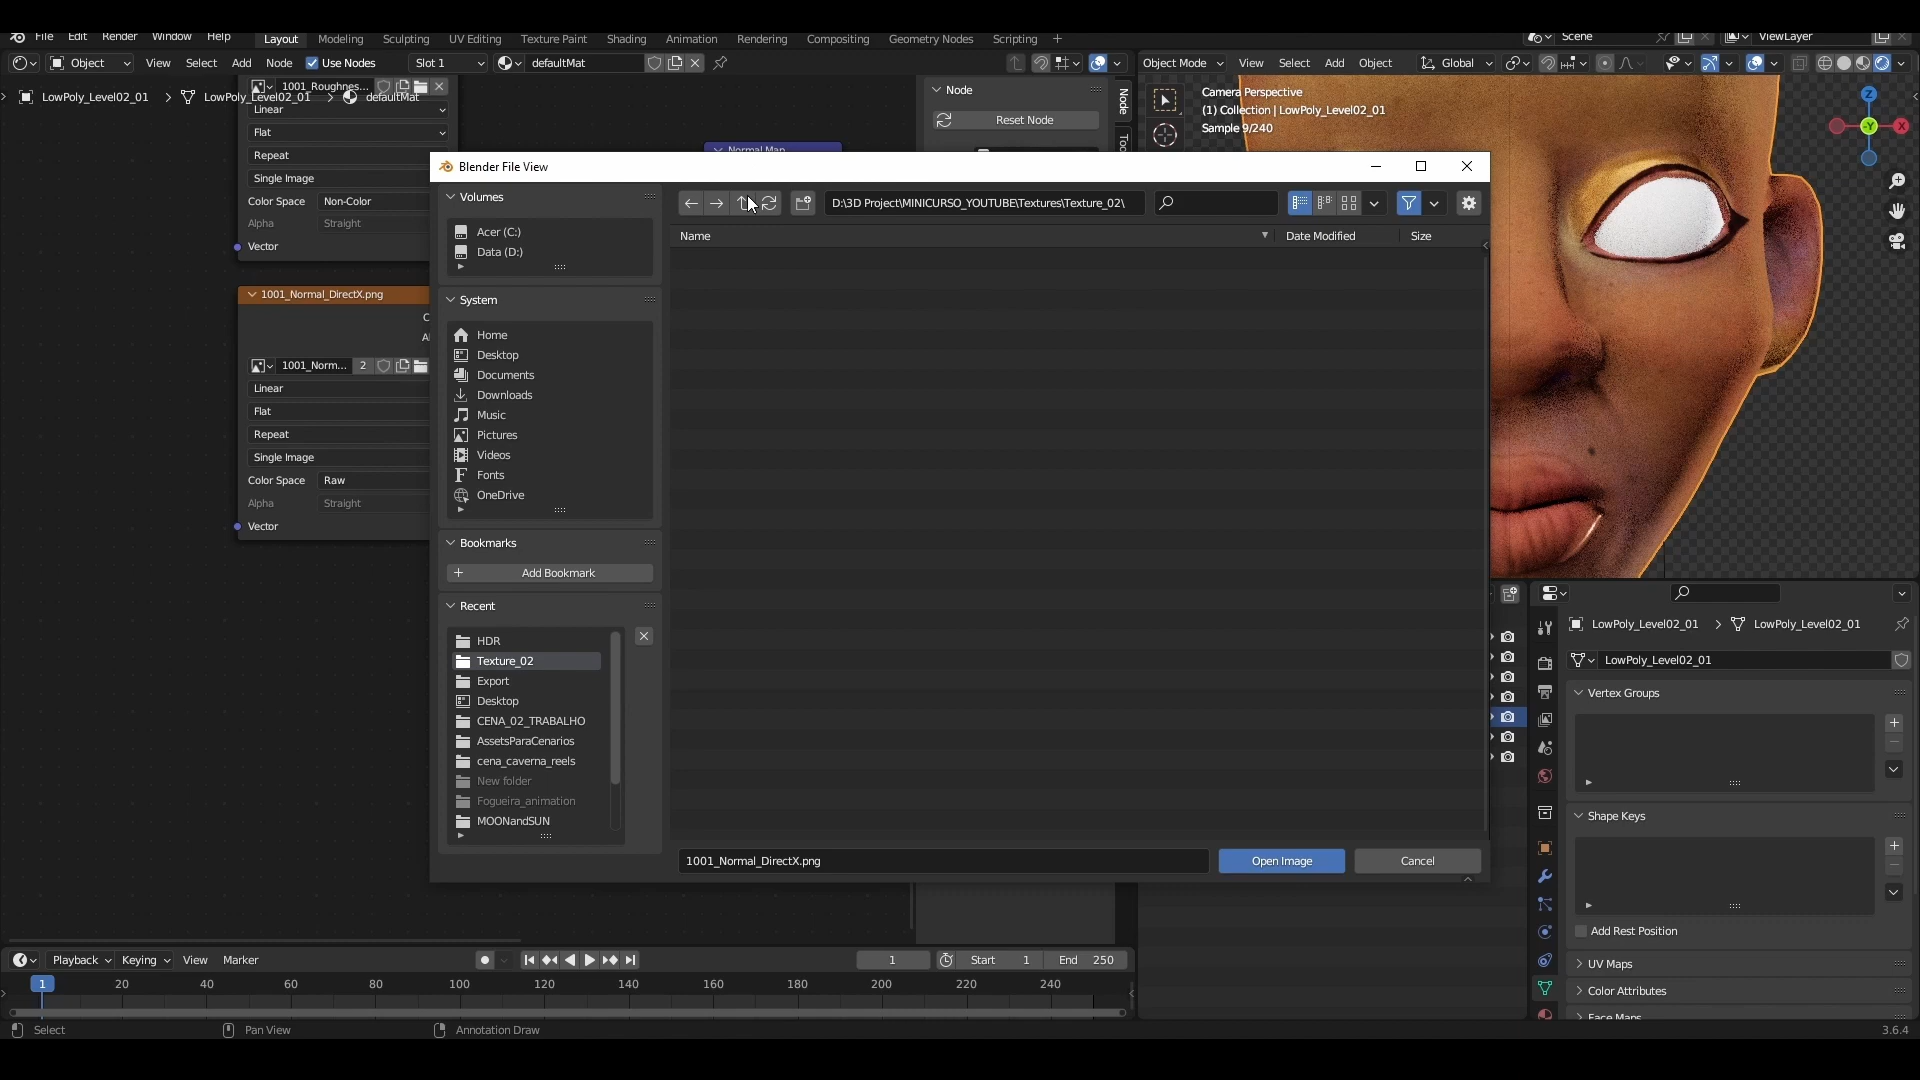 File Edit Render Window Help Layout Modeling Sculpting UV Editing Texture Paint Shading Animation Rendering Compositing Geometry Nodes Scripting + Scene ViewLayer
Object View Select Add Node Use Nodes Slot 1 defaultMat
Object Mode View Select Add Object Global
LowPoly_Level02_01 LowPoly_Level02_01 defaultMat
1001_Roughnes...
Linear
Flat
Repeat
Single Image
Color Space Non-Color
Alpha Straight
Vector
1001_Normal_DirectX.png
1001_Norm... 2
Linear
Flat
Repeat
Single Image
Color Space Raw
Alpha Straight
Vector
Normal Map
Node
Reset Node
Node
Camera Perspective
(1) Collection | LowPoly_Level02_01
Sample 9/240
Z
-Y
X
Blender File View
Volumes
Acer (C:)
Data (D:)
System
Home
Desktop
Documents
Downloads
Music
Pictures
Videos
Fonts
OneDrive
Bookmarks
Add Bookmark
Recent
HDR
Texture_02
Export
Desktop
CENA_02_TRABALHO
AssetsParaCenarios
cena_caverna_reels
New folder
Fogueira_animation
MOONandSUN
D:\3D Project\MINICURSO_YOUTUBE\Textures\Texture_02\
Name Date Modified Size
1001_Normal_DirectX.png Open Image Cancel
LowPoly_Level02_01 LowPoly_Level02_01
LowPoly_Level02_01
Vertex Groups
Shape Keys
Add Rest Position
UV Maps
Color Attributes
Face Maps
Playback Keying View Marker 1 Start 1 End 250
1 20 40 60 80 100 120 140 160 180 200 220 240
Select Pan View Annotation Draw 3.6.4